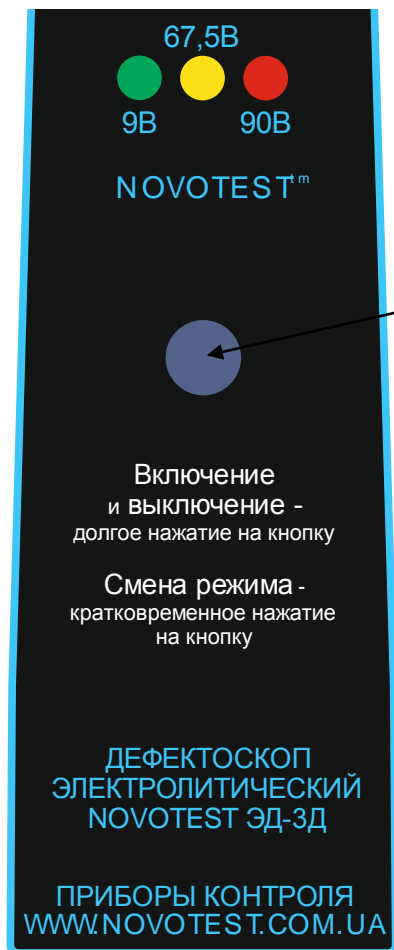 67,5В
9В 90В
NOVOTEST™
Включение
и выключение -
долгое нажатие на кнопку
Смена режима -
кратковременное нажатие
на кнопку
ДЕФЕКТОСКОП
ЭЛЕКТРОЛИТИЧЕСКИЙ
NOVOTEST ЭД-3Д
ПРИБОРЫ КОНТРОЛЯ
WWW.NOVOTEST.COM.UA